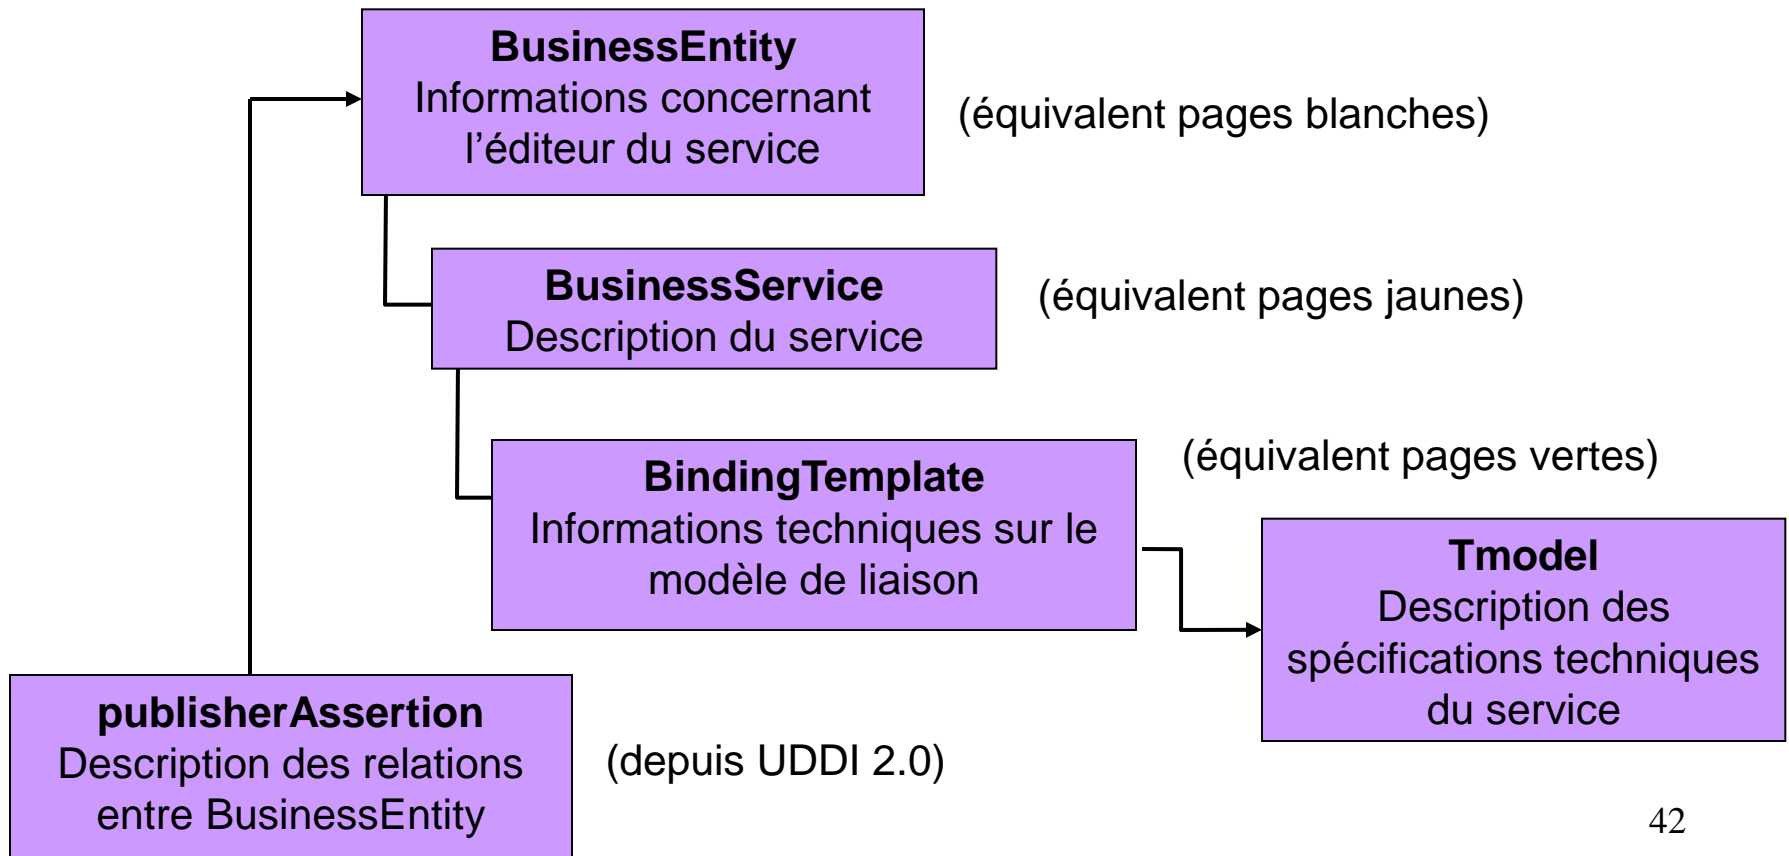 BusinessEntity
Informations concernant
l’éditeur du service
(équivalent pages blanches)
BusinessService
Description du service
(équivalent pages jaunes)
BindingTemplate
Informations techniques sur le
modèle de liaison
(équivalent pages vertes)
Tmodel
Description des
spécifications techniques
du service
publisherAssertion
Description des relations
entre BusinessEntity
(depuis UDDI 2.0)
42